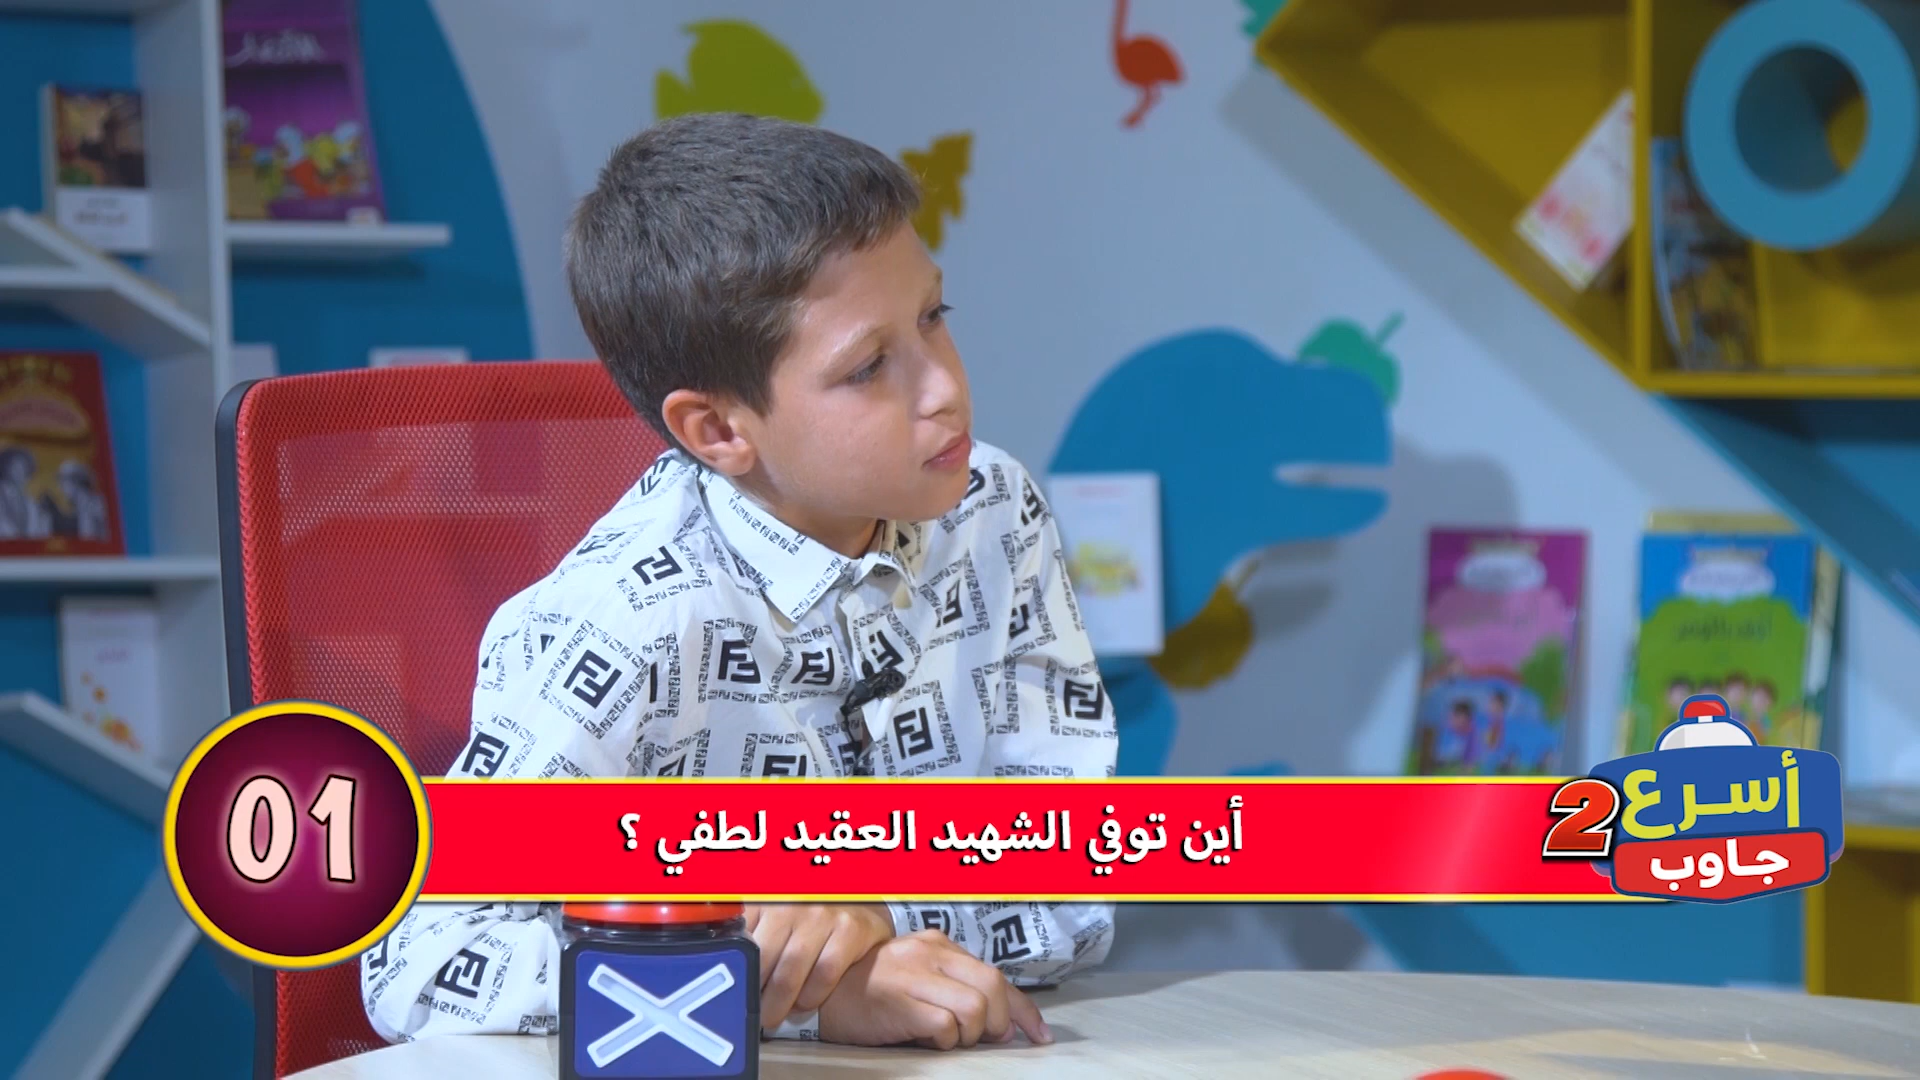 01
أين توفي الشهيد العقيد لطفي ؟
أسرع 2
جاوب